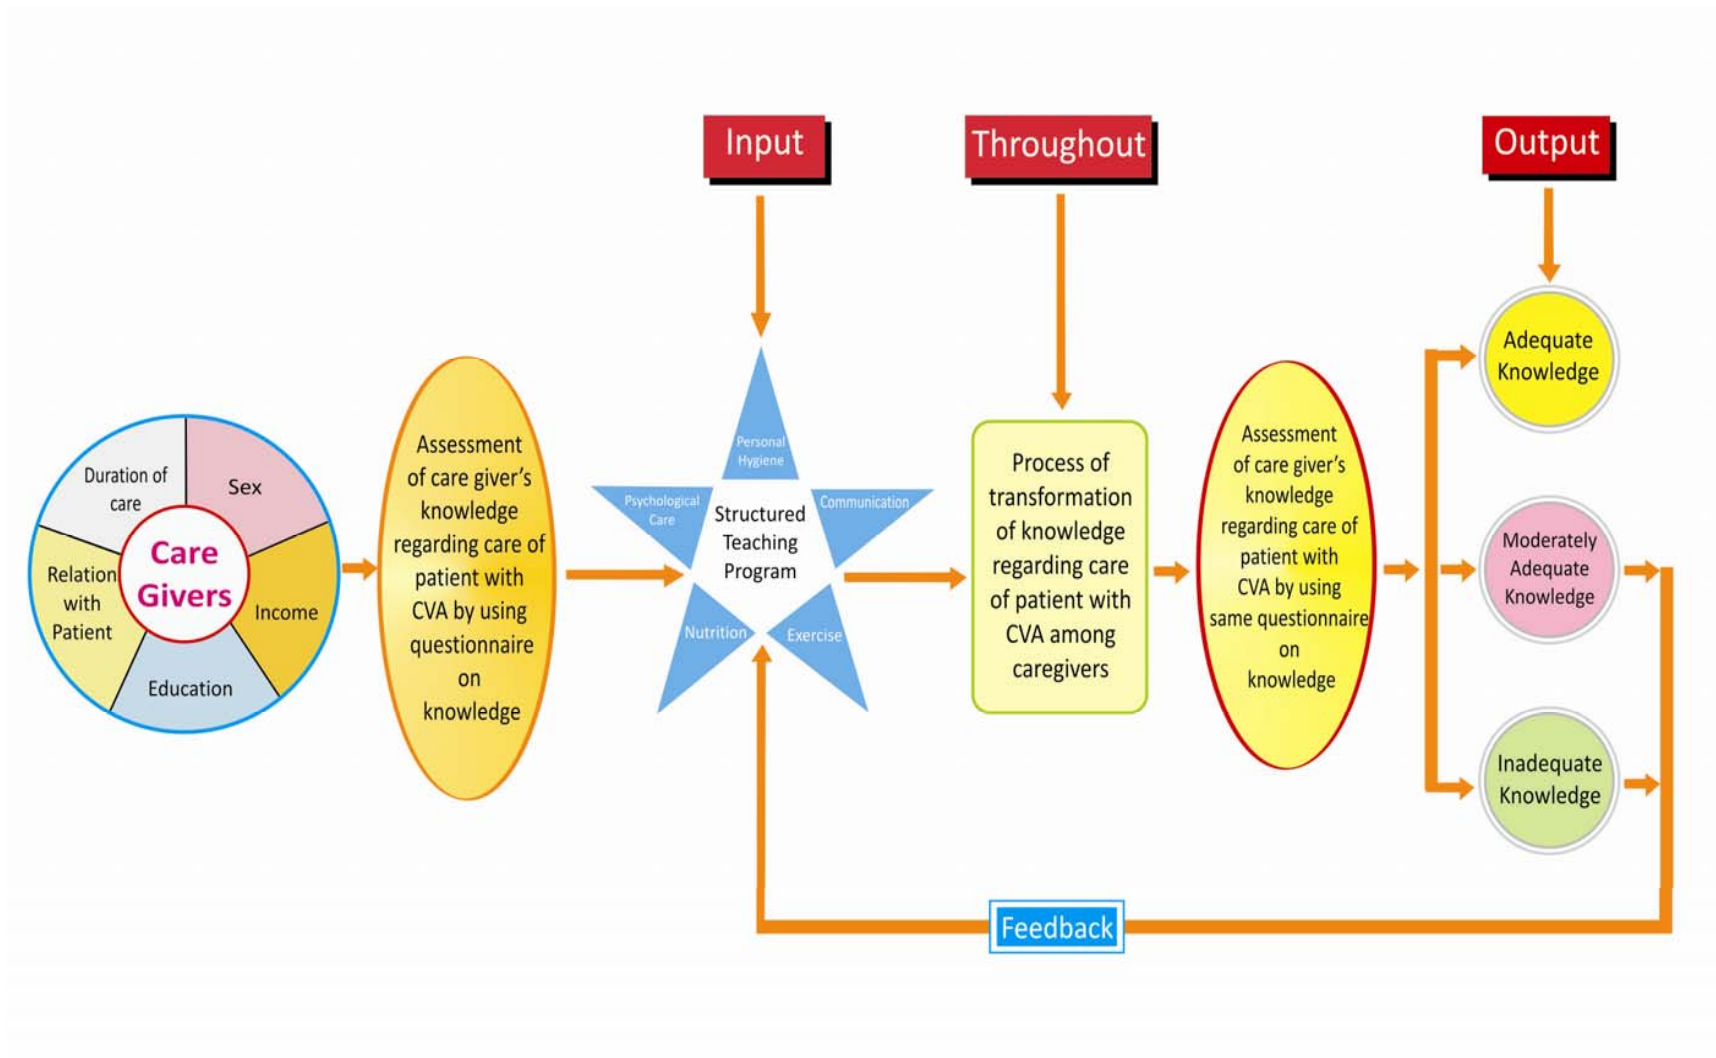 Input
Throughout
Output
Duration of
care
Sex
Relation
with
Patient
Care
Givers
Income
Education
Assessment
of care giver's
knowledge
regarding care of
patient with
CVA by using
questionnaire
on
knowledge
Personal
Hygiene
Psychological
Care
Communication
Structured
Teaching
Program
Nutrition
Exercise
Process of
transformation
of knowledge
regarding care
of patient with
CVA among
caregivers
Assessment
of care giver's
knowledge
regarding care of
patient with
CVA by using
same questionnaire
on
knowledge
Adequate
Knowledge
Moderately
Adequate
Knowledge
Inadequate
Knowledge
Feedback